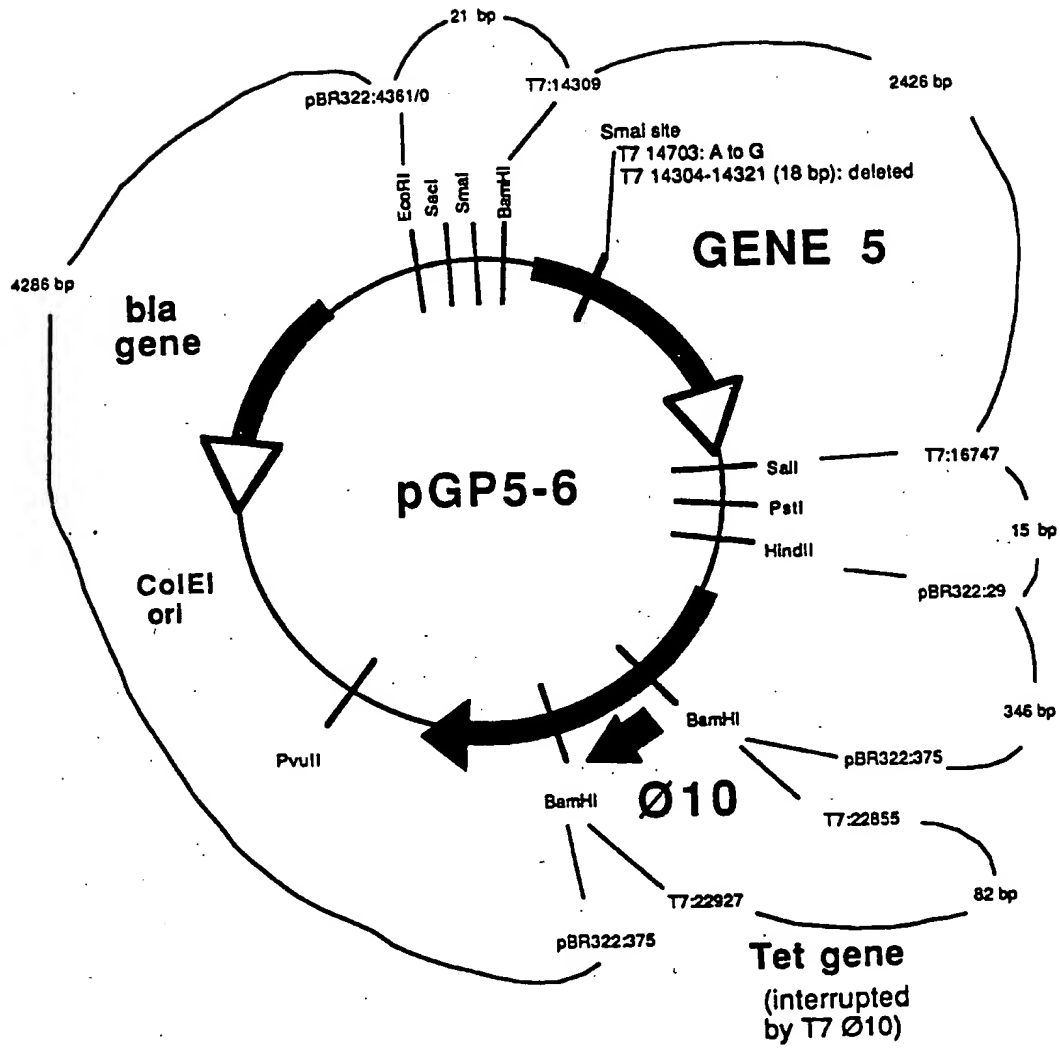 21 bp
pBR322:4361/0
T7:14309
2426 bp
SmaI site
T7 14703: A to G
T7 14304-14321 (18 bp): deleted
EcoRI
SacI
SmaI
BamHI
GENE 5
4286 bp
bla
gene
pGP5-6
SalI
T7:16747
PstI
15 bp
HindII
pBR322:29
ColEI
ori
346 bp
BamHI
PvuII
pBR322:375
BamHI
Ø10
T7:22855
82 bp
T7:22927
pBR322:375
Tet gene
(interrupted
by T7 Ø10)